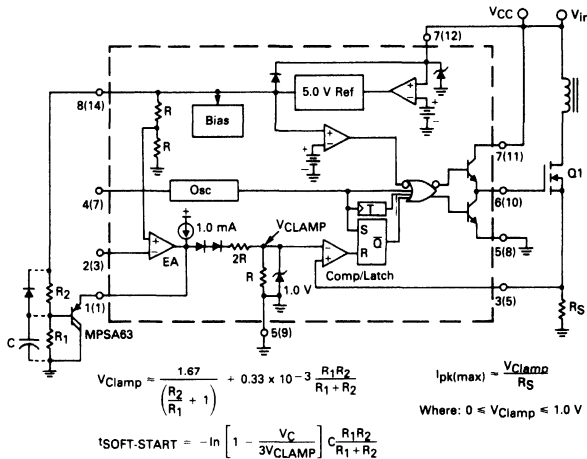 VCC
Vin
7(12)
5.0 V Ref
8(14)
R
Bias
R
7(11)
Q1
4(7)
Osc
6(10)
T
1.0 mA
VCLAMP
S
Q̅
2(3)
EA
2R
R
R
Comp/Latch
5(8)
1.0 V
R2
1(1)
3(5)
C
R1
MPSA63
5(9)
RS
VClamp ≈ 1.67 / (R2/R1 + 1) + 0.33 x 10⁻³ R1R2 / R1 + R2
Ipk(max) ≈ VClamp / RS
Where: 0 ≤ VClamp ≤ 1.0 V
tSOFT-START = −ln [1 − VC / 3VCLAMP] C R1R2 / R1 + R2